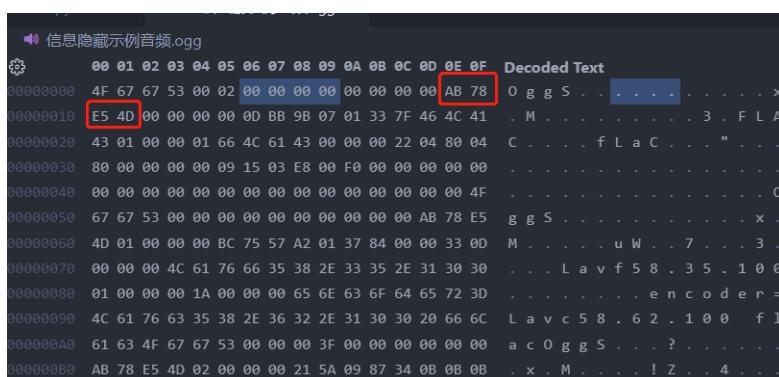 信息隐藏示例音频.ogg
00 01 02 03 04 05 06 07 08 09 0A 0B 0C 0D 0E 0F Decoded Text
00000000 4F 67 67 53 00 02 00 00 00 00 00 00 00 00 AB 78 O g g S . . . . . . . . . . . x
00000010 E5 4D 00 00 00 00 0D BB 9B 07 01 33 7F 46 4C 41 . M . . . . . . . . . 3 . F L A
00000020 43 01 00 00 01 66 4C 61 43 00 00 00 22 04 80 04 C . . . . f L a C . . . " . . .
00000030 80 00 00 00 00 09 15 03 E8 00 F0 00 00 00 00 00 . . . . . . . . . . . . . . . .
00000040 00 00 00 00 00 00 00 00 00 00 00 00 00 00 00 4F . . . . . . . . . . . . . . . O
00000050 67 67 53 00 00 00 00 00 00 00 00 00 00 AB 78 E5 g g S . . . . . . . . . . . x .
00000060 4D 01 00 00 00 BC 75 57 A2 01 37 84 00 00 33 0D M . . . . . u W . . 7 . . . 3 .
00000070 00 00 00 4C 61 76 66 35 38 2E 33 35 2E 31 30 30 . . . L a v f 5 8 . 3 5 . 1 0 0
00000080 01 00 00 00 1A 00 00 00 65 6E 63 6F 64 65 72 3D . . . . . . . . e n c o d e r =
00000090 4C 61 76 63 35 38 2E 36 32 2E 31 30 30 20 66 6C L a v c 5 8 . 6 2 . 1 0 0 f l
000000A0 61 63 4F 67 67 53 00 00 00 3F 00 00 00 00 00 00 a c O g g S . . . ? . . . . . .
000000B0 AB 78 E5 4D 02 00 00 00 21 5A 09 87 34 0B 0B 0B . x . M . . . . ! Z . . 4 . . .